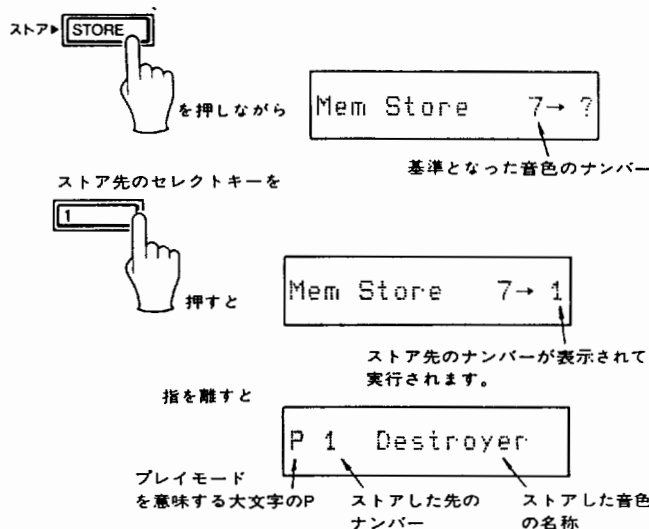 ストア▶ STORE
を押しながら
Mem Store 7→ ?
基準となった音色のナンバー
ストア先のセレクトキーを
1
押すと
Mem Store 7→ 1
ストア先のナンバーが表示されて
実行されます。
指を離すと
P 1 Destroyer
プレイモード
を意味する大文字のP
ストアした先の
ナンバー
ストアした音色
の名称